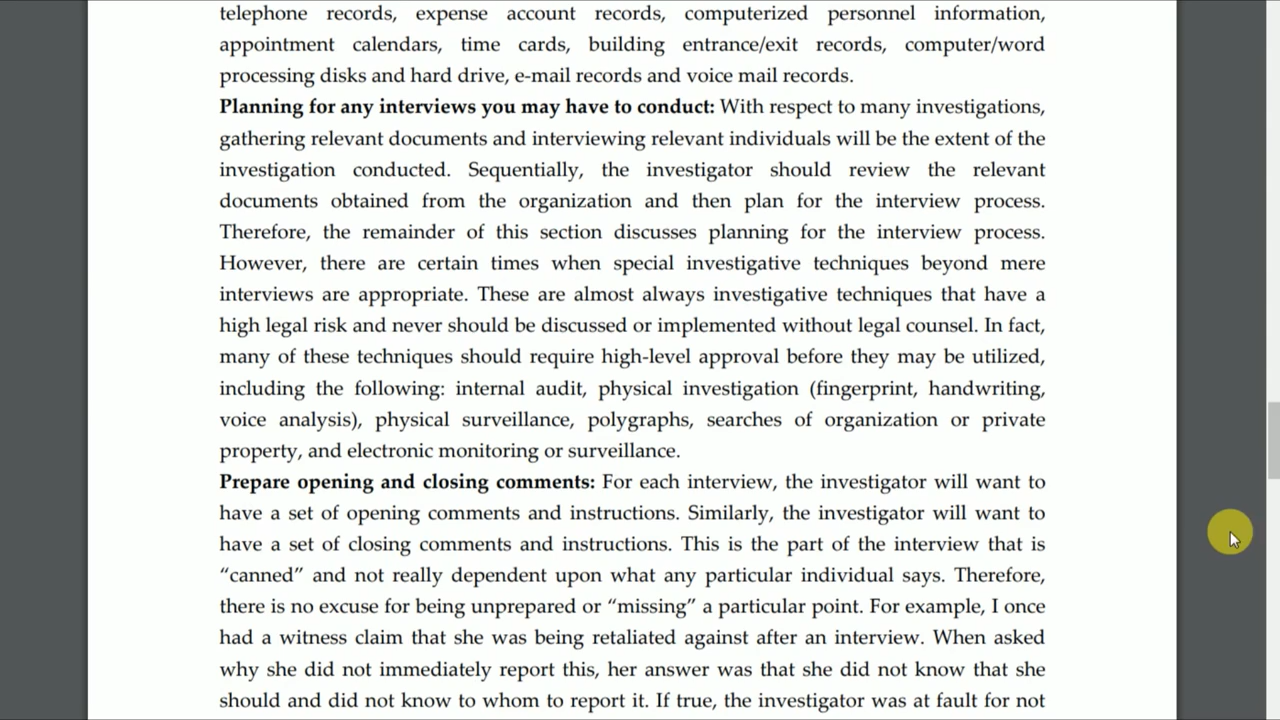 telephone records, expense account records, computerized personnel information,
appointment calendars, time cards, building entrance/exit records, computer/word
processing disks and hard drive, e-mail records and voice mail records.
Planning for any interviews you may have to conduct: With respect to many investigations,
gathering relevant documents and interviewing relevant individuals will be the extent of the
investigation conducted. Sequentially, the investigator should review the relevant
documents obtained from the organization and then plan for the interview process.
Therefore, the remainder of this section discusses planning for the interview process.
However, there are certain times when special investigative techniques beyond mere
interviews are appropriate. These are almost always investigative techniques that have a
high legal risk and never should be discussed or implemented without legal counsel. In fact,
many of these techniques should require high-level approval before they may be utilized,
including the following: internal audit, physical investigation (fingerprint, handwriting,
voice analysis), physical surveillance, polygraphs, searches of organization or private
property, and electronic monitoring or surveillance.
Prepare opening and closing comments: For each interview, the investigator will want to
have a set of opening comments and instructions. Similarly, the investigator will want to
have a set of closing comments and instructions. This is the part of the interview that is
“canned” and not really dependent upon what any particular individual says. Therefore,
there is no excuse for being unprepared or “missing” a particular point. For example, I once
had a witness claim that she was being retaliated against after an interview. When asked
why she did not immediately report this, her answer was that she did not know that she
should and did not know to whom to report it. If true, the investigator was at fault for not